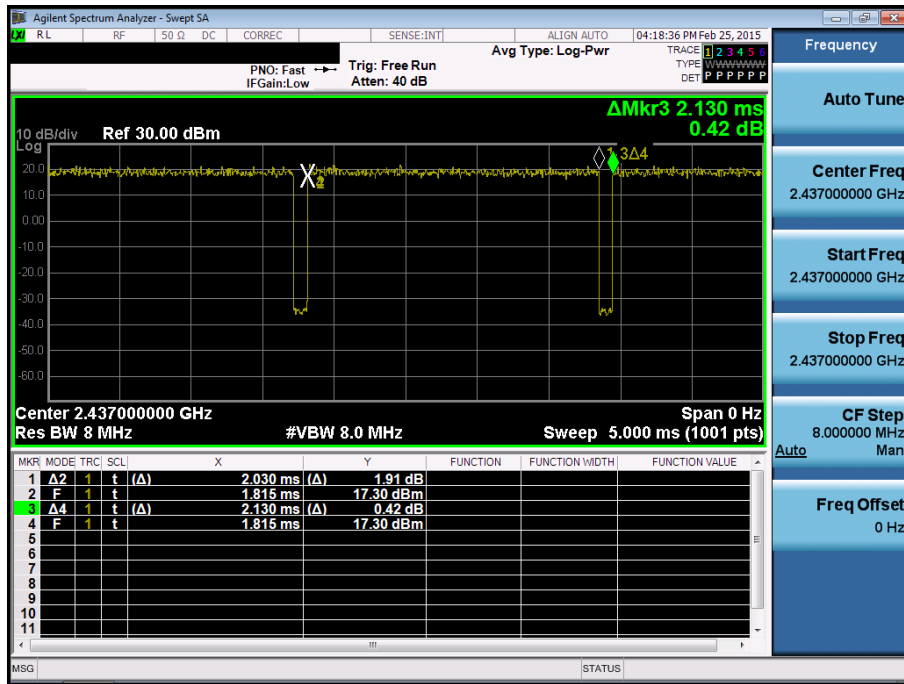 Agilent Spectrum Analyzer - Swept SA
LXI RL RF 50 Ω DC CORREC SENSE:INT ALIGN AUTO 04:18:36 PM Feb 25, 2015
Frequency
Avg Type: Log-Pwr TRACE 1 2 3 4 5 6
TYPE WWWWWW
PNO: Fast Trig: Free Run DET P P P P P P
IFGain:Low Atten: 40 dB
Auto Tune
ΔMkr3 2.130 ms
0.42 dB
10 dB/div Ref 30.00 dBm
Log
20.0
10.0
0.00
-10.0
-20.0
-30.0
-40.0
-50.0
-60.0
2
1 3Δ4
Center Freq
2.437000000 GHz
Start Freq
2.437000000 GHz
Stop Freq
2.437000000 GHz
Center 2.437000000 GHz Span 0 Hz
Res BW 8 MHz #VBW 8.0 MHz Sweep 5.000 ms (1001 pts)
CF Step
8.000000 MHz
Auto Man
MKR MODE TRC SCL X Y FUNCTION FUNCTION WIDTH FUNCTION VALUE
1 Δ2 1 t (Δ) 2.030 ms (Δ) 1.91 dB
2 F 1 t 1.815 ms 17.30 dBm
3 Δ4 1 t (Δ) 2.130 ms (Δ) 0.42 dB
4 F 1 t 1.815 ms 17.30 dBm
5
6
7
8
9
10
11
Freq Offset
0 Hz
MSG STATUS